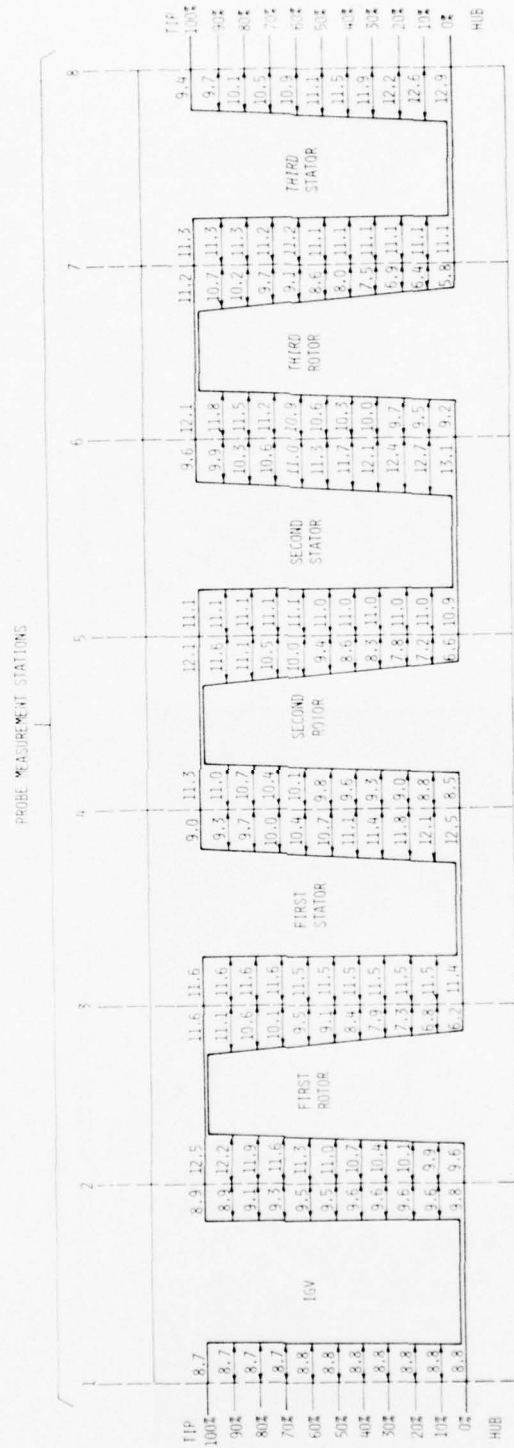 PROBE MEASUREMENT STATIONS
1 2 3 4 5 6 7 8
TIP TIP
100% 8.7 8.9 12.5 11.6 11.6 9.0 11.3 12.1 11.1 9.6 12.1 11.2 11.3 9.4 100%
90% 8.7 8.9 12.2 11.1 11.6 9.3 11.0 11.6 11.1 9.9 11.8 10.7 11.3 9.7 90%
80% 8.7 9.1 11.9 10.6 11.6 9.7 10.7 11.1 11.1 10.3 11.5 10.2 11.3 10.1 80%
70% 8.7 9.3 11.6 10.1 11.6 10.0 10.4 10.5 11.1 10.6 11.2 9.7 11.2 10.5 70%
60% 8.8 9.5 11.3 9.5 11.5 10.4 10.1 10.0 11.1 11.0 10.9 9.1 11.2 10.9 60%
IGV FIRST ROTOR FIRST STATOR SECOND ROTOR SECOND STATOR THIRD ROTOR THIRD STATOR
50% 8.8 9.5 11.0 9.1 11.5 10.7 9.8 9.4 11.0 11.3 10.6 8.6 11.1 11.1 50%
40% 8.8 9.6 10.7 8.4 11.5 11.1 9.6 8.6 11.0 11.7 10.3 8.0 11.1 11.5 40%
30% 8.8 9.6 10.4 7.9 11.5 11.4 9.3 8.3 11.0 12.1 10.0 7.5 11.1 11.9 30%
20% 8.8 9.6 10.1 7.3 11.5 11.8 9.0 7.8 11.0 12.4 9.7 6.9 11.1 12.2 20%
10% 8.8 9.6 9.9 6.8 11.5 12.1 8.8 7.2 11.0 12.7 9.5 6.4 11.1 12.6 10%
0% 8.8 9.8 9.6 6.2 11.4 12.5 8.5 6.6 10.9 13.1 9.2 5.8 11.1 12.9 0%
HUB HUB